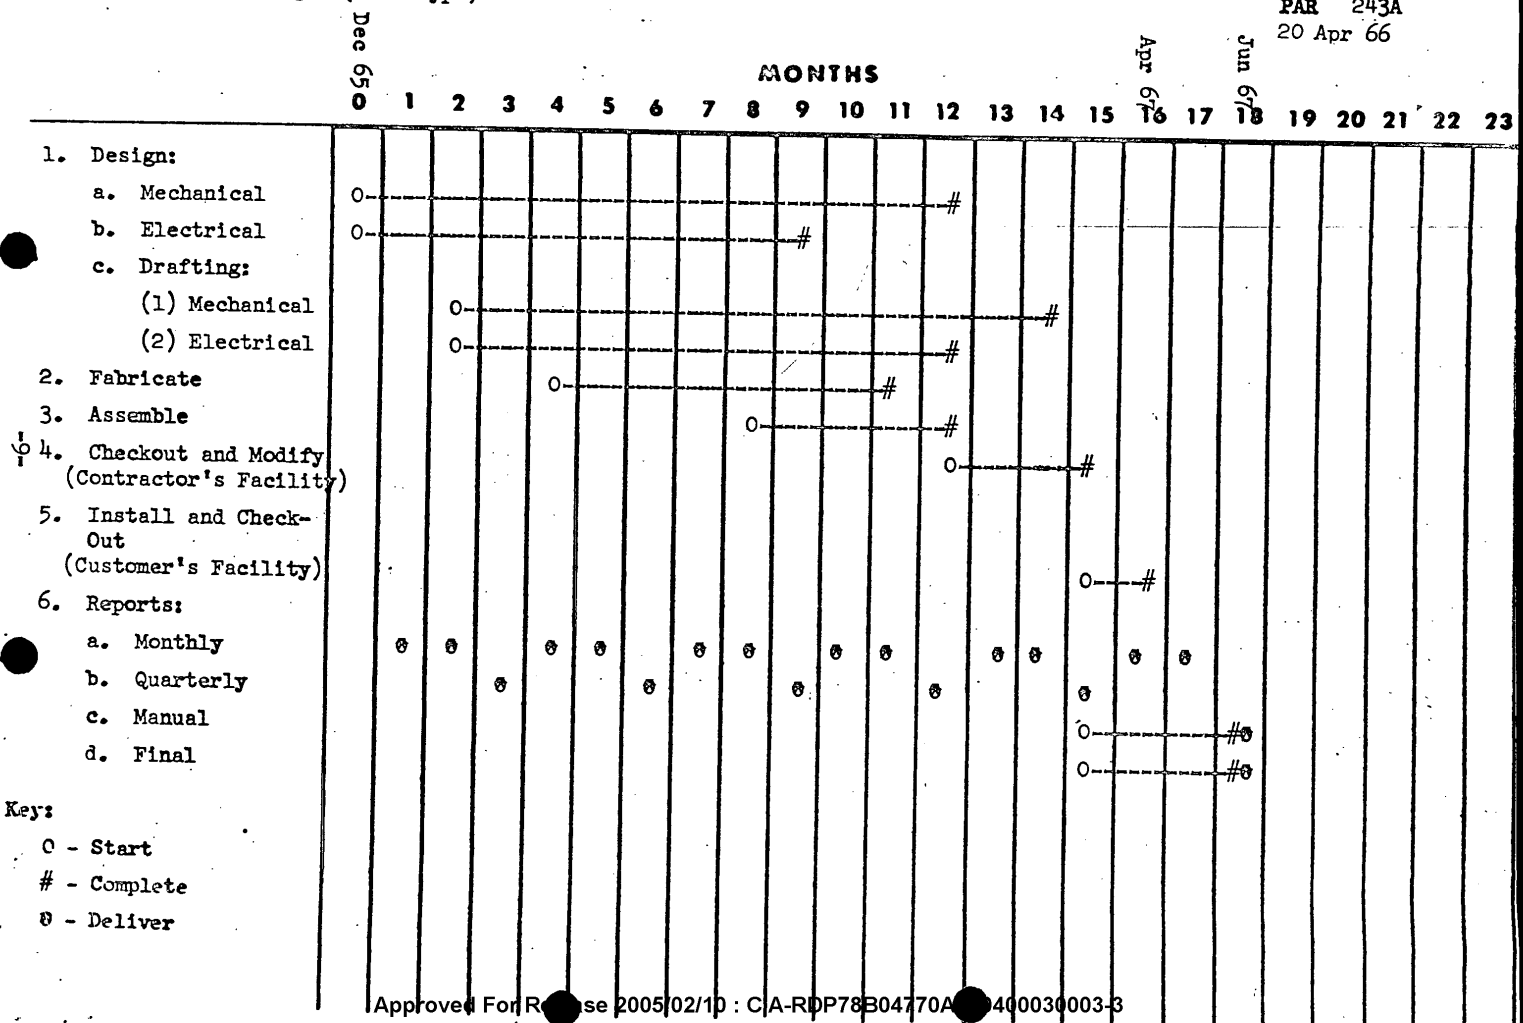 PAR 243A
20 Apr 66
Dec 65
Apr 67
Jun 67
MONTHS
0 1 2 3 4 5 6 7 8 9 10 11 12 13 14 15 16 17 18 19 20 21 22 23
1. Design:
a. Mechanical
b. Electrical
c. Drafting:
(1) Mechanical
(2) Electrical
2. Fabricate
3. Assemble
4. Checkout and Modify
(Contractor's Facility)
5. Install and Check-
Out
(Customer's Facility)
6. Reports:
a. Monthly
b. Quarterly
c. Manual
d. Final
Key:
O - Start
# - Complete
0 - Deliver
-6-
Approved For Release 2005/02/10 : CIA-RDP78B04770A000400030003-3